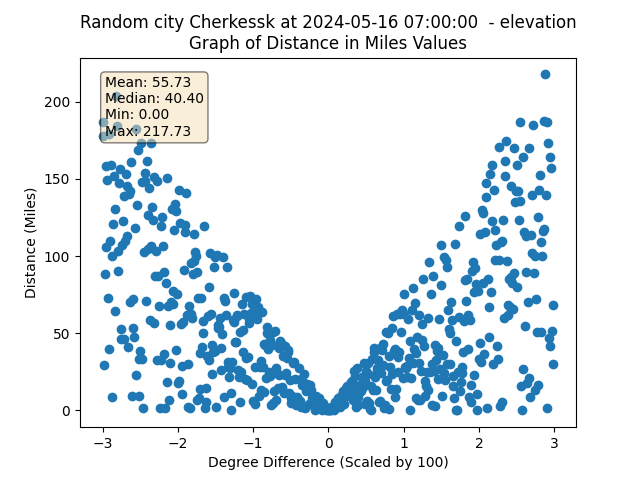 Random city Cherkessk at 2024-05-16 07:00:00  - elevation
Graph of Distance in Miles Values
Mean: 55.73
Median: 40.40
Min: 0.00
Max: 217.73
200
150
100
50
0
Distance (Miles)
−3 −2 −1 0 1 2 3
Degree Difference (Scaled by 100)